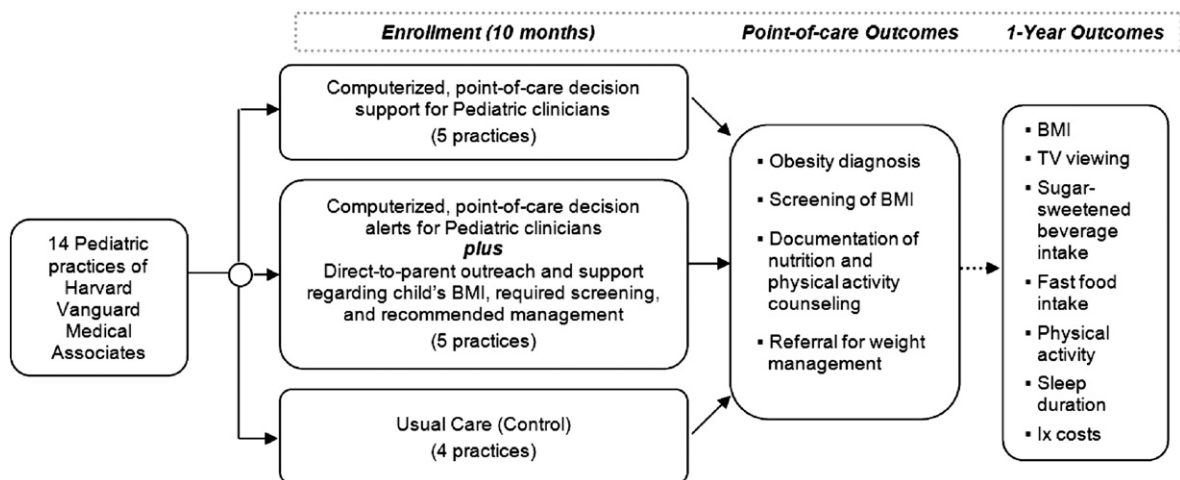 Enrollment (10 months)
Point-of-care Outcomes
1-Year Outcomes
14 Pediatric
practices of
Harvard
Vanguard
Medical
Associates
Computerized, point-of-care decision
support for Pediatric clinicians
(5 practices)
Computerized, point-of-care decision
alerts for Pediatric clinicians
plus
Direct-to-parent outreach and support
regarding child's BMI, required screening,
and recommended management
(5 practices)
Usual Care (Control)
(4 practices)
▪ Obesity diagnosis
▪ Screening of BMI
▪ Documentation of
nutrition and
physical activity
counseling
▪ Referral for weight
management
▪ BMI
▪ TV viewing
▪ Sugar-
sweetened
beverage
intake
▪ Fast food
intake
▪ Physical
activity
▪ Sleep
duration
▪ Ix costs